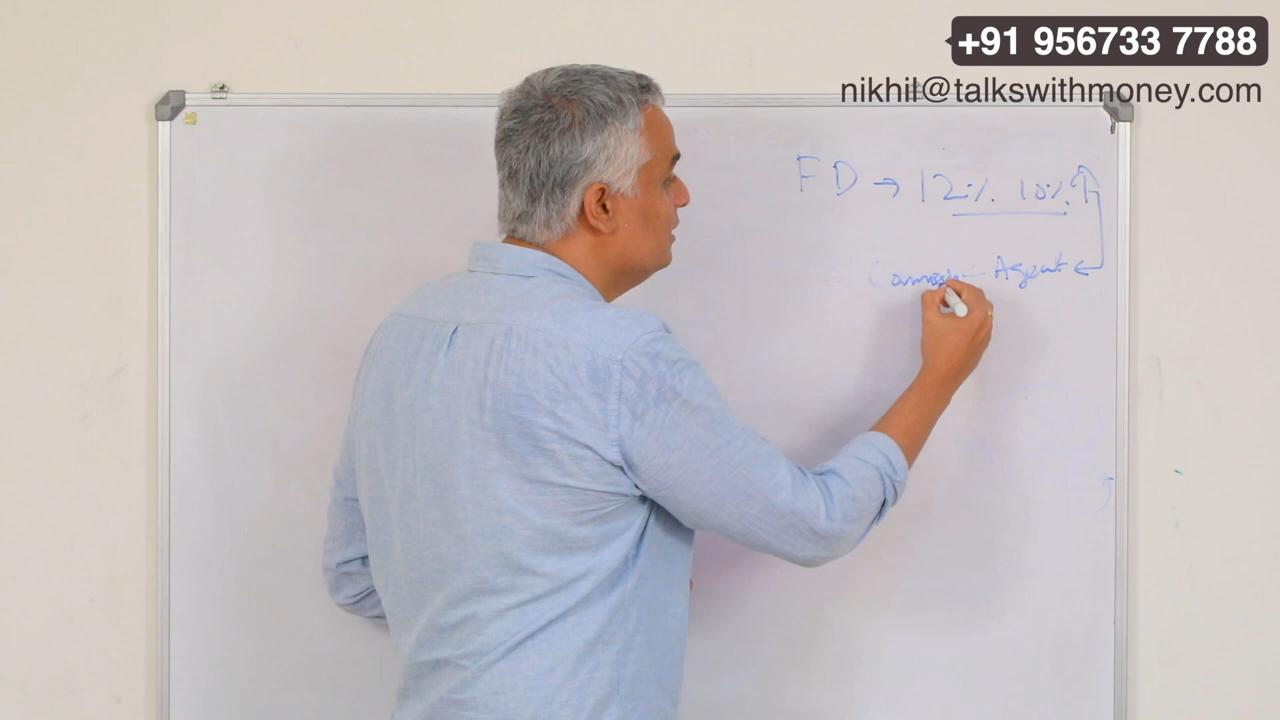 +91 956733 7788
nikhil@talkswithmoney.com
FD → 12% 10% ↑
Agent ←